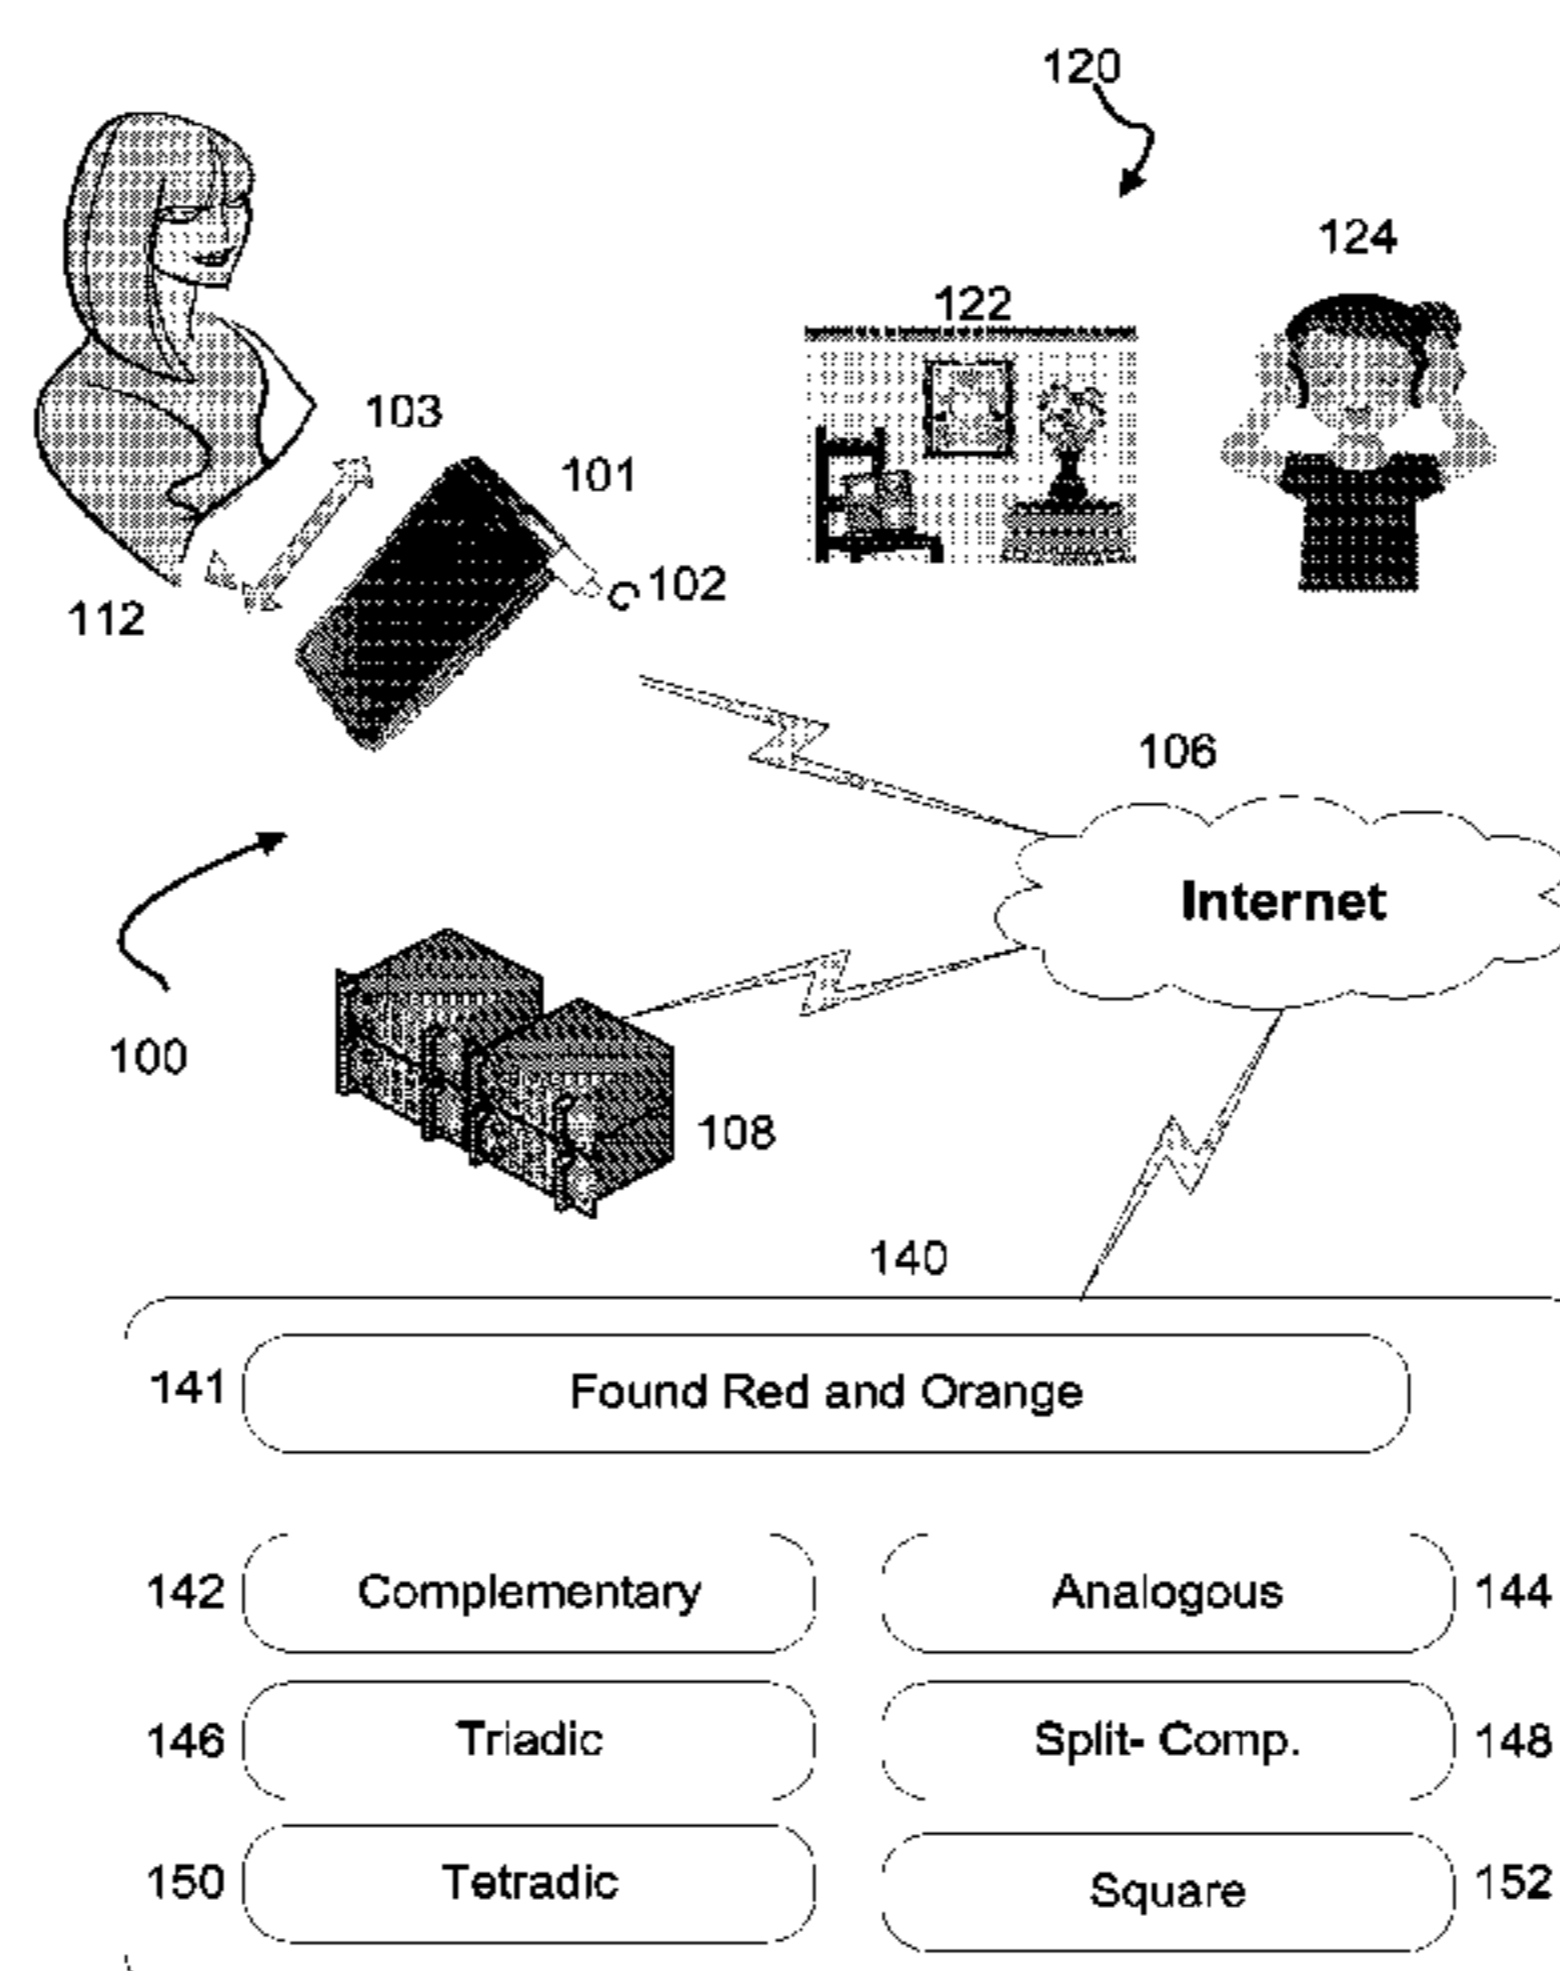 120
124
122
103
101
102
112
106
Internet
100
108
140
141 Found Red and Orange
142 Complementary Analogous 144
146 Triadic Split- Comp. 148
150 Tetradic Square 152